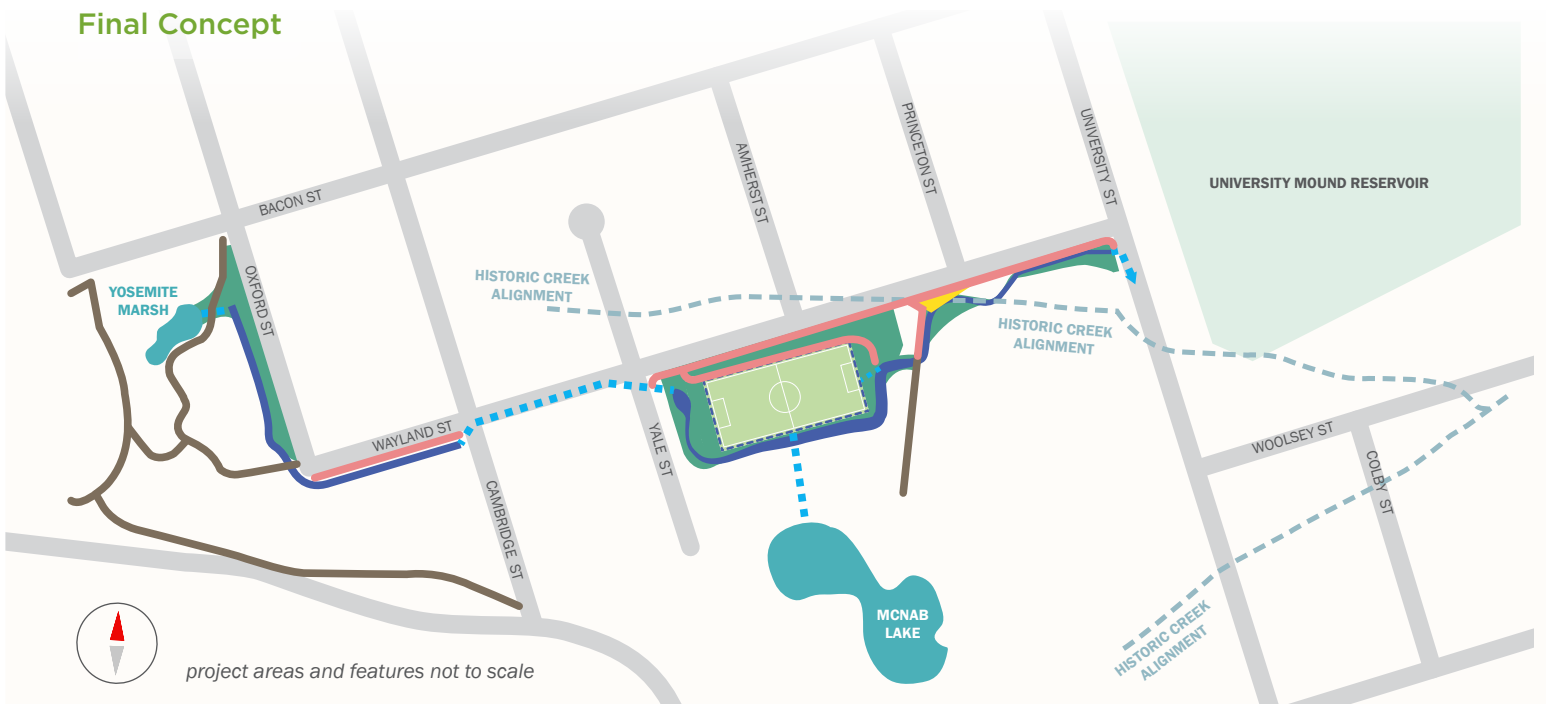 Final Concept
BACON ST
AMHERST ST
PRINCETON ST
UNIVERSITY ST
UNIVERSITY MOUND RESERVOIR
YOSEMITE
MARSH
OXFORD ST
HISTORIC CREEK
ALIGNMENT
HISTORIC CREEK
ALIGNMENT
WAYLAND ST
YALE ST
WOOLSEY ST
COLBY ST
CAMBRIDGE ST
MCNAB
LAKE
HISTORIC CREEK
ALIGNMENT
project areas and features not to scale